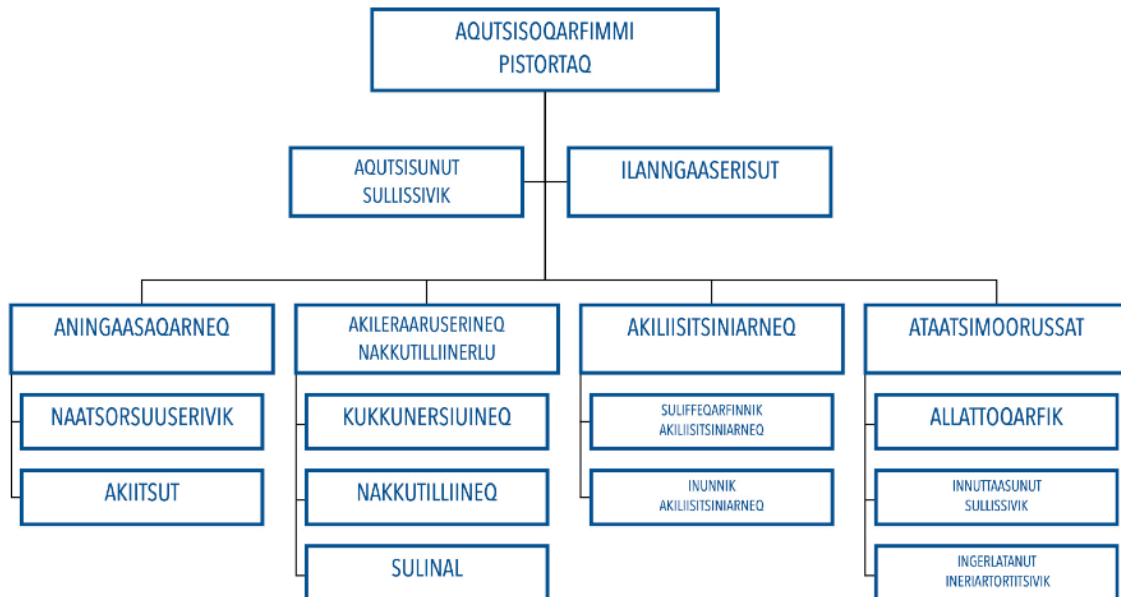 AQUTSISOQARFIMMI
PISTORTAQ
AQUTSISUNUT
SULLISSIVIK
ILANNGAASERISUT
ANINGAASAQARNEQ
NAATSORSUUSERIVIK
AKIITSUT
AKILERAARUSERINEQ
NAKKUTILLIINERLU
KUKKUNERSIUINEQ
NAKKUTILLIINEQ
SULINAL
AKILIISITSINIARNEQ
SULIFFEQARFINNIK
AKILIISITSINIARNEQ
INUNNIK
AKILIISITSINIARNEQ
ATAATSIMOORUSSAT
ALLATTOQARFIK
INNUTTAASUNUT
SULLISSIVIK
INGERLATANUT
INERIARTORTITSIVIK